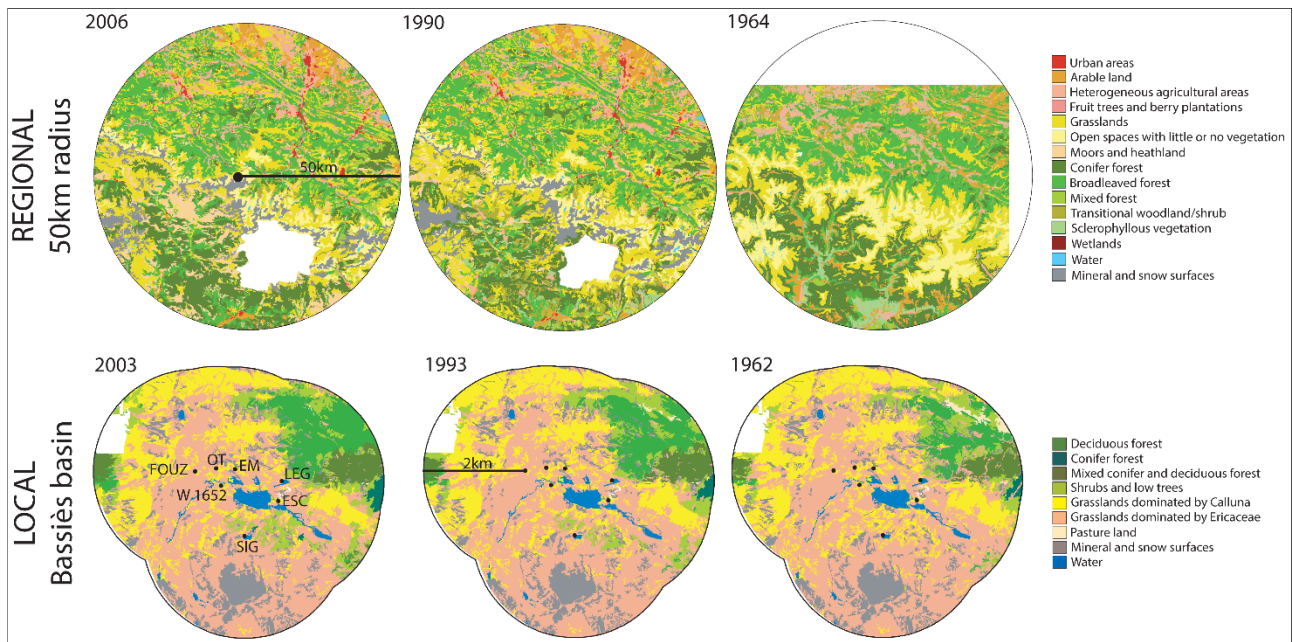 REGIONAL
50km radius
2006
1990
1964
50km
Urban areas
Arable land
Heterogeneous agricultural areas
Fruit trees and berry plantations
Grasslands
Open spaces with little or no vegetation
Moors and heathland
Conifer forest
Broadleaved forest
Mixed forest
Transitional woodland/shrub
Sclerophyllous vegetation
Wetlands
Water
Mineral and snow surfaces
LOCAL
Bassiès basin
2003
1993
1962
FOUZ
OT
EM
LEG
W 1652
ESC
SIG
2km
Deciduous forest
Conifer forest
Mixed conifer and deciduous forest
Shrubs and low trees
Grasslands dominated by Calluna
Grasslands dominated by Ericaceae
Pasture land
Mineral and snow surfaces
Water